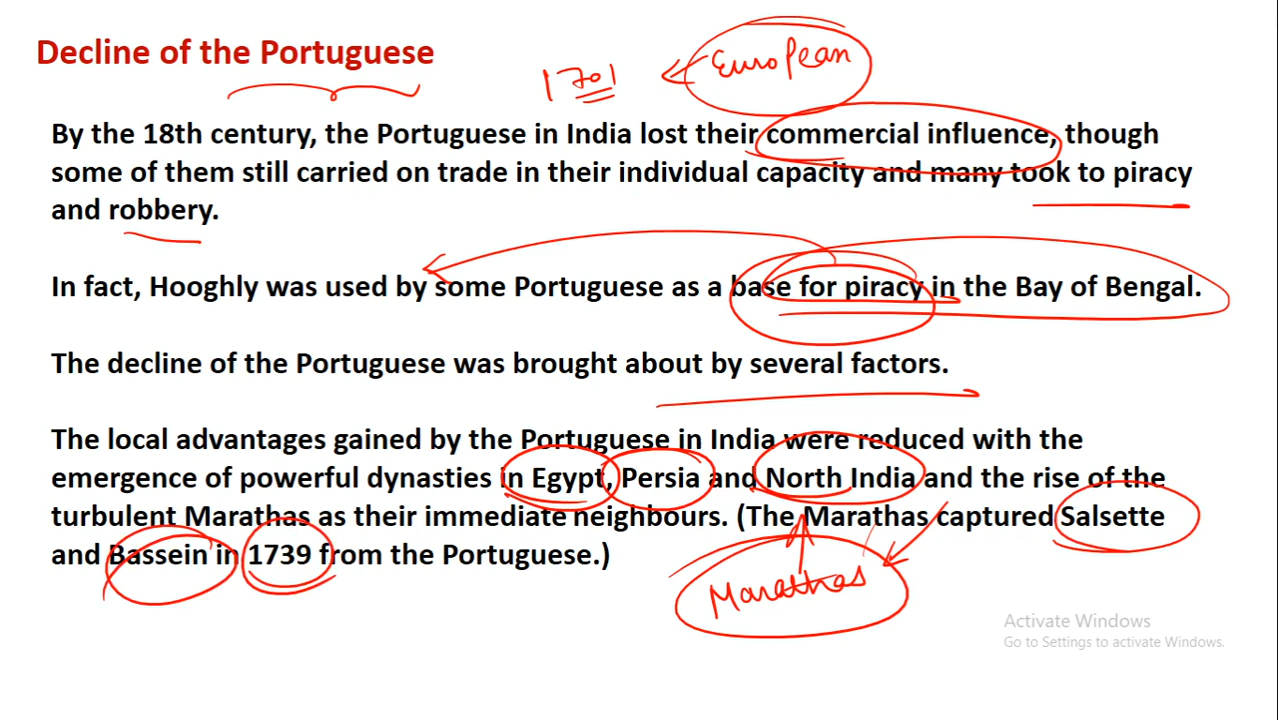 Decline of the Portuguese
1701
European
By the 18th century, the Portuguese in India lost their commercial influence, though
some of them still carried on trade in their individual capacity and many took to piracy
and robbery.
In fact, Hooghly was used by some Portuguese as a base for piracy in the Bay of Bengal.
The decline of the Portuguese was brought about by several factors.
The local advantages gained by the Portuguese in India were reduced with the
emergence of powerful dynasties in Egypt, Persia and North India and the rise of the
turbulent Marathas as their immediate neighbours. (The Marathas captured Salsette
and Bassein in 1739 from the Portuguese.)
Marathas
Activate Windows
Go to Settings to activate Windows.